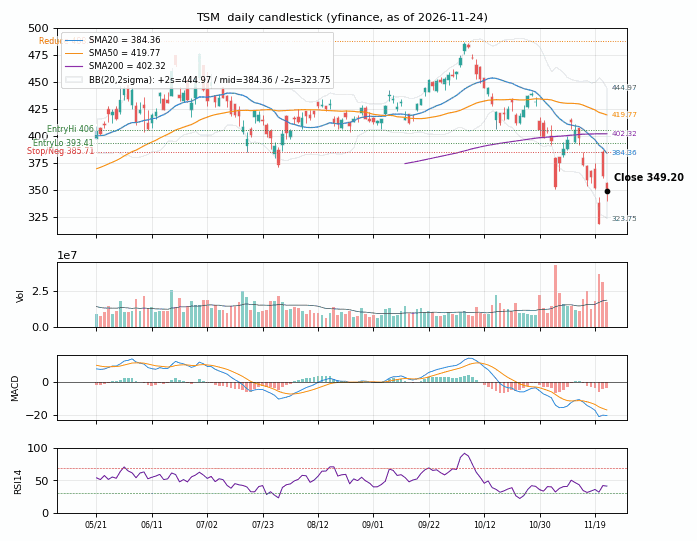 TSM  daily candlestick (yfinance, as of 2026-11-24)
500
475
450
425
400
375
350
325
SMA20 = 384.36
SMA50 = 419.77
SMA200 = 402.32
BB(20,2sigma): +2s=444.97 / mid=384.36 / -2s=323.75
EntryHi 406
EntryLo 393.41
Stop/Neg 385.71
444.97
419.77
402.32
384.36
323.75
Close 349.20
1e7
Vol
2.5
0.0
MACD
0
−20
RSI14
100
50
0
05/21
06/11
07/02
07/23
08/12
09/01
09/22
10/12
10/30
11/19